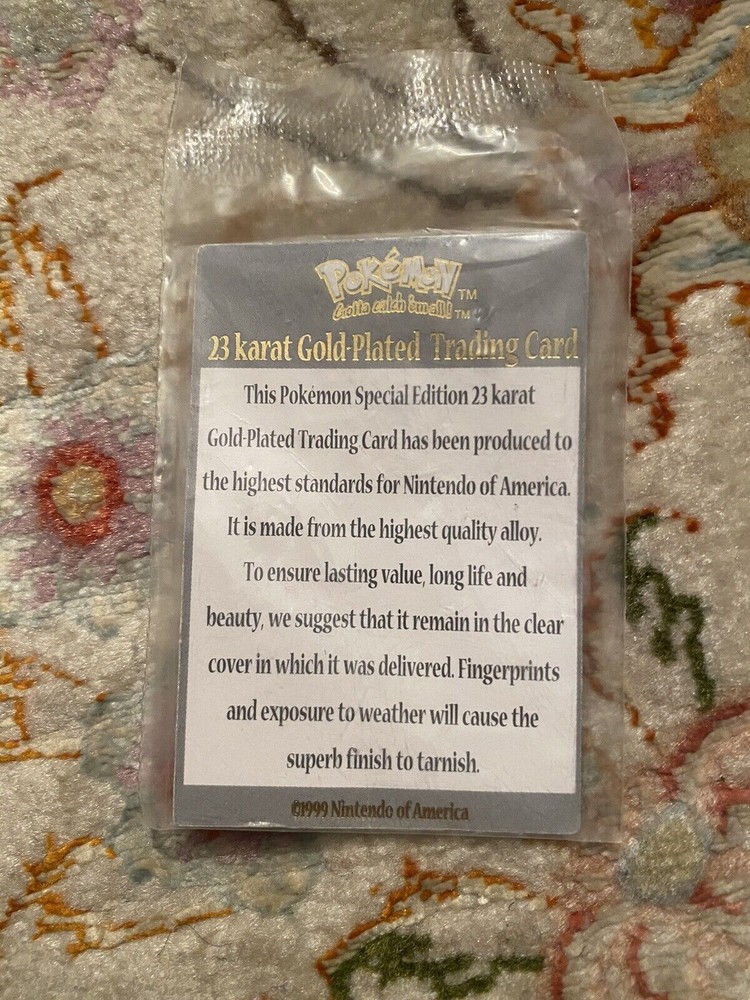 POKéMON TM
Gotta catch 'em all! TM
23 karat Gold-Plated Trading Card
This Pokémon Special Edition 23 karat
Gold-Plated Trading Card has been produced to
the highest standards for Nintendo of America.
It is made from the highest quality alloy.
To ensure lasting value, long life and
beauty, we suggest that it remain in the clear
cover in which it was delivered. Fingerprints
and exposure to weather will cause the
superb finish to tarnish.
©1999 Nintendo of America